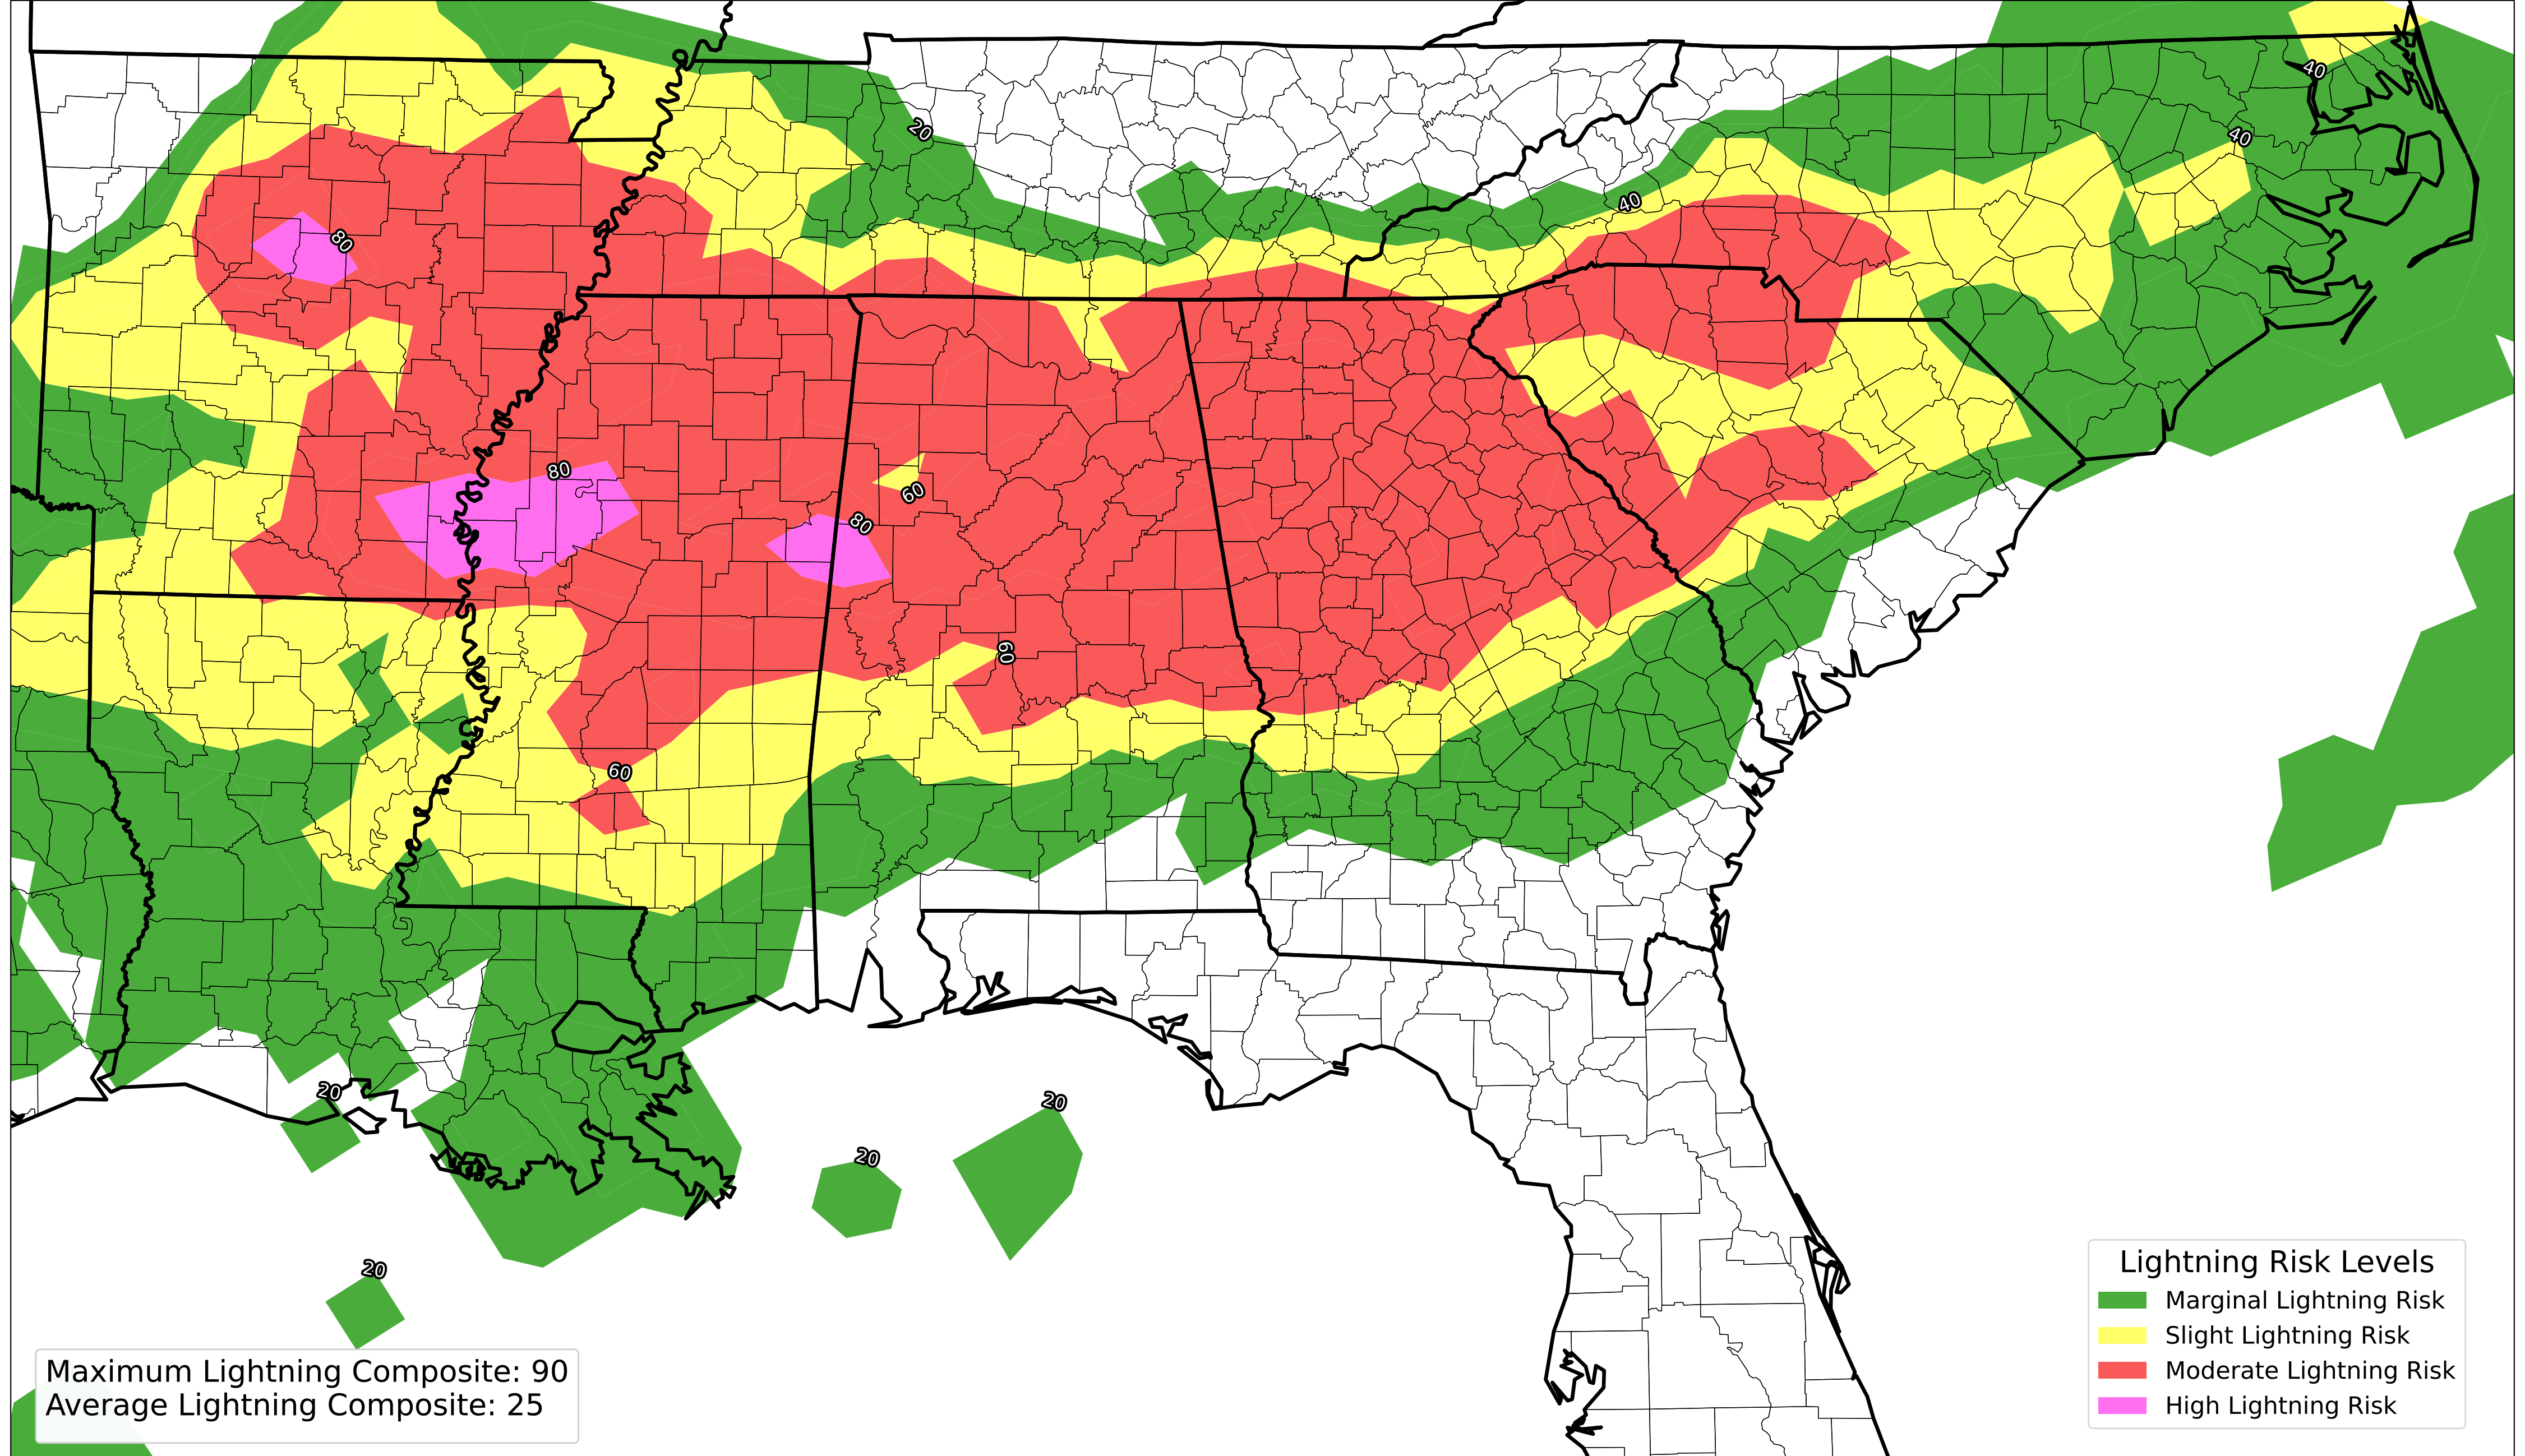 40
20
40
40
80
80
60
80
60
60
20
20
20
20
Maximum Lightning Composite: 90
Average Lightning Composite: 25
Lightning Risk Levels
Marginal Lightning Risk
Slight Lightning Risk
Moderate Lightning Risk
High Lightning Risk